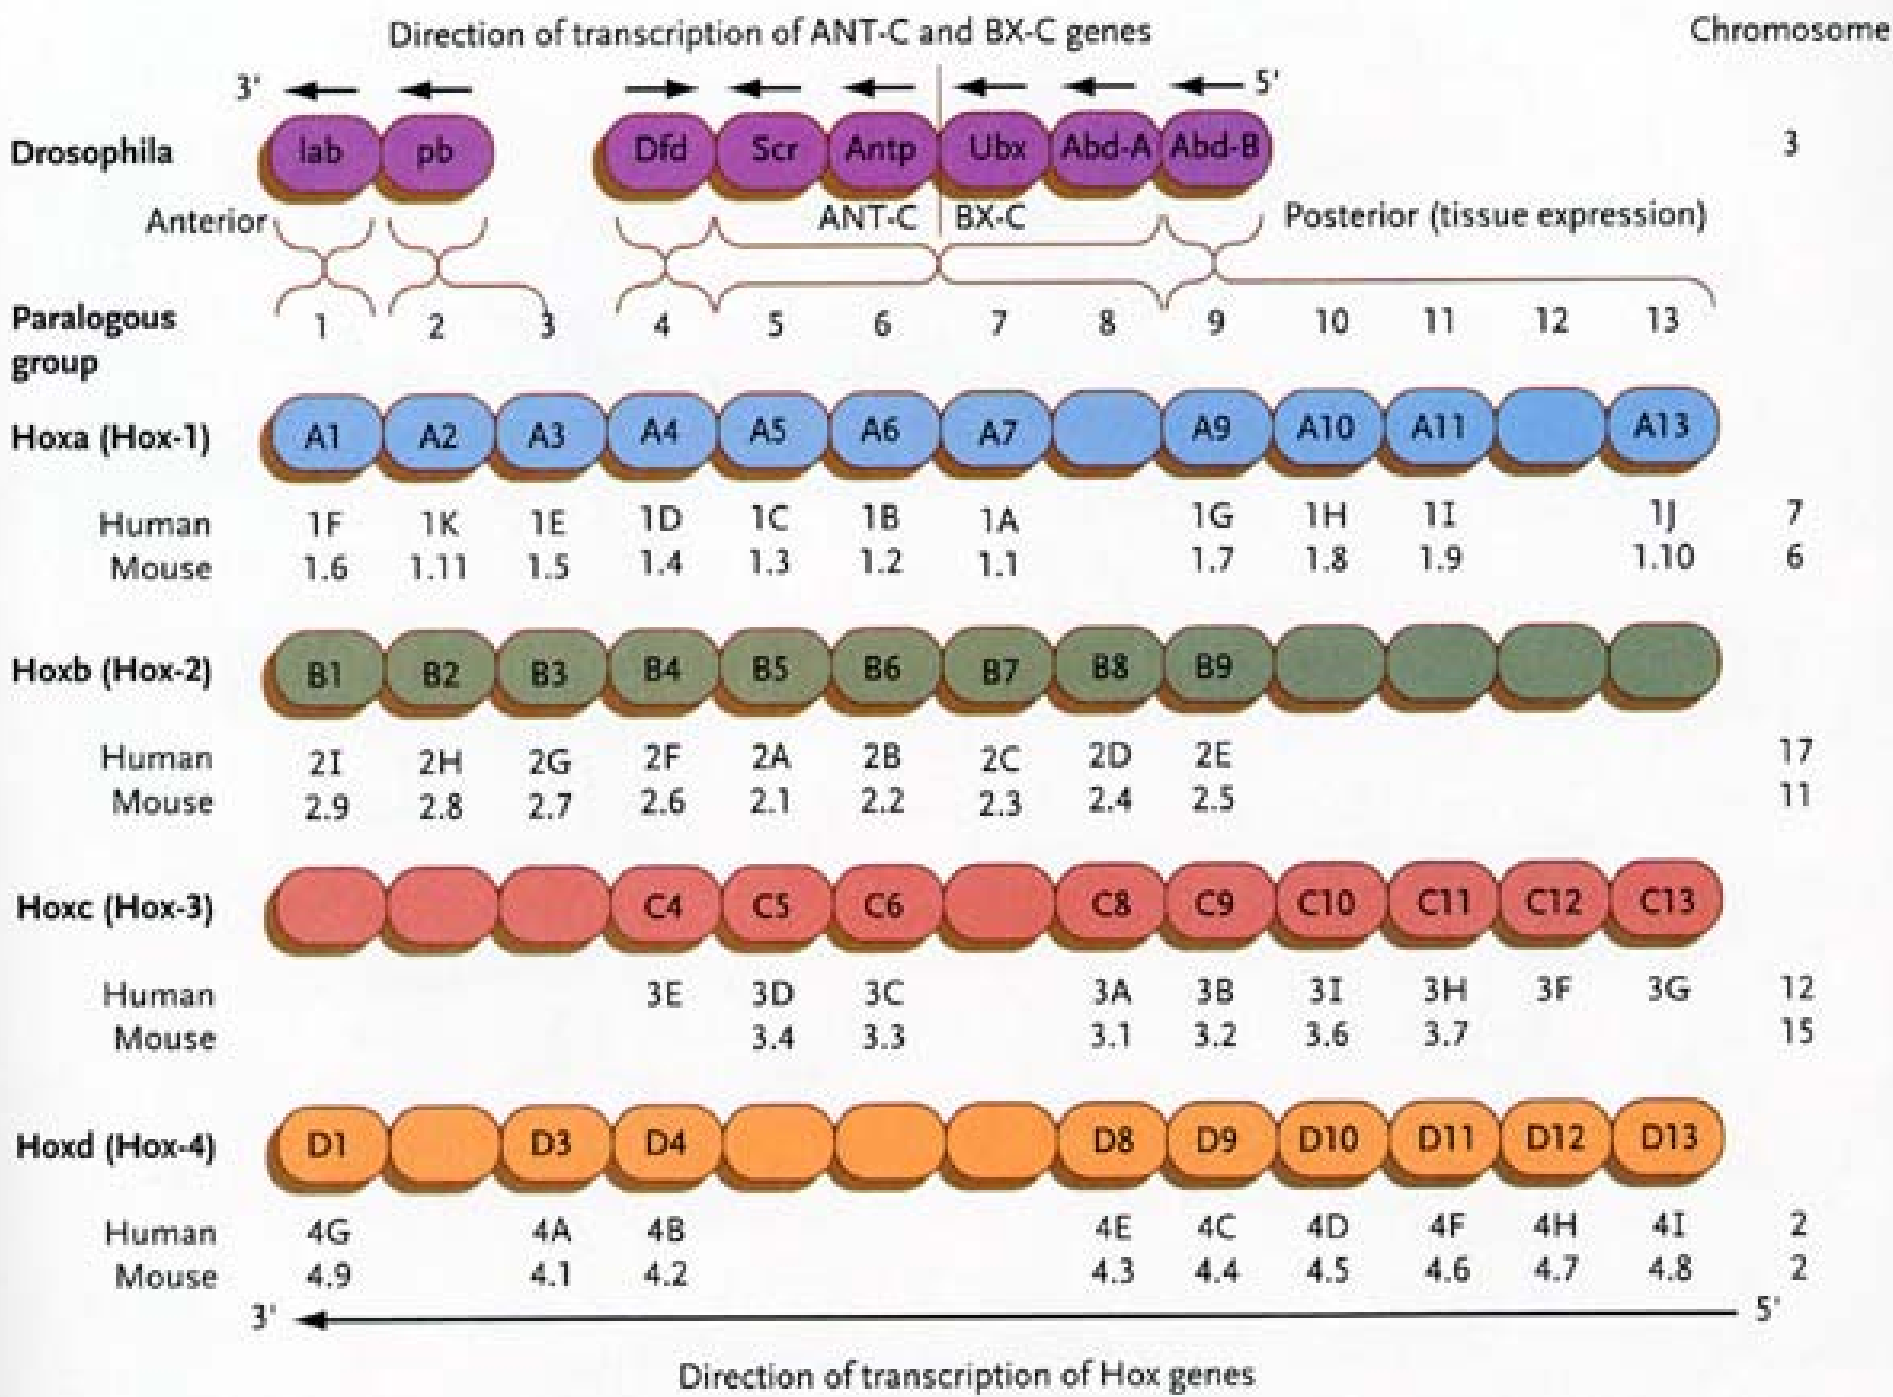 Direction of transcription of ANT-C and BX-C genes Chromosome
3' 5'
Drosophila lab pb Dfd Scr Antp Ubx Abd-A Abd-B 3
Anterior ANT-C BX-C Posterior (tissue expression)
Paralogous group 1 2 3 4 5 6 7 8 9 10 11 12 13
Hoxa (Hox-1) A1 A2 A3 A4 A5 A6 A7 A9 A10 A11 A13
Human 1F 1K 1E 1D 1C 1B 1A 1G 1H 1I 1J 7
Mouse 1.6 1.11 1.5 1.4 1.3 1.2 1.1 1.7 1.8 1.9 1.10 6
Hoxb (Hox-2) B1 B2 B3 B4 B5 B6 B7 B8 B9
Human 2I 2H 2G 2F 2A 2B 2C 2D 2E 17
Mouse 2.9 2.8 2.7 2.6 2.1 2.2 2.3 2.4 2.5 11
Hoxc (Hox-3) C4 C5 C6 C8 C9 C10 C11 C12 C13
Human 3E 3D 3C 3A 3B 3I 3H 3F 3G 12
Mouse 3.4 3.3 3.1 3.2 3.6 3.7 15
Hoxd (Hox-4) D1 D3 D4 D8 D9 D10 D11 D12 D13
Human 4G 4A 4B 4E 4C 4D 4F 4H 4I 2
Mouse 4.9 4.1 4.2 4.3 4.4 4.5 4.6 4.7 4.8 2
3' 5'
Direction of transcription of Hox genes